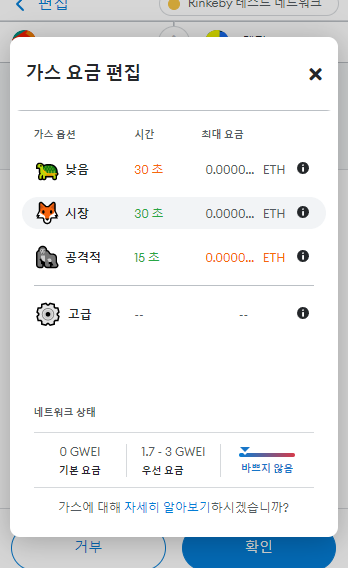 편집
Rinkeby 테스트 네트워크
가스 요금 편집
가스 옵션 시간 최대 요금
낮음 30 초 0.0000... ETH
시장 30 초 0.0000... ETH
공격적 15 초 0.0000... ETH
고급 -- --
네트워크 상태
0 GWEI 1.7 - 3 GWEI
기본 요금 우선 요금 바쁘지 않음
가스에 대해 자세히 알아보기하시겠습니까?
거부 확인